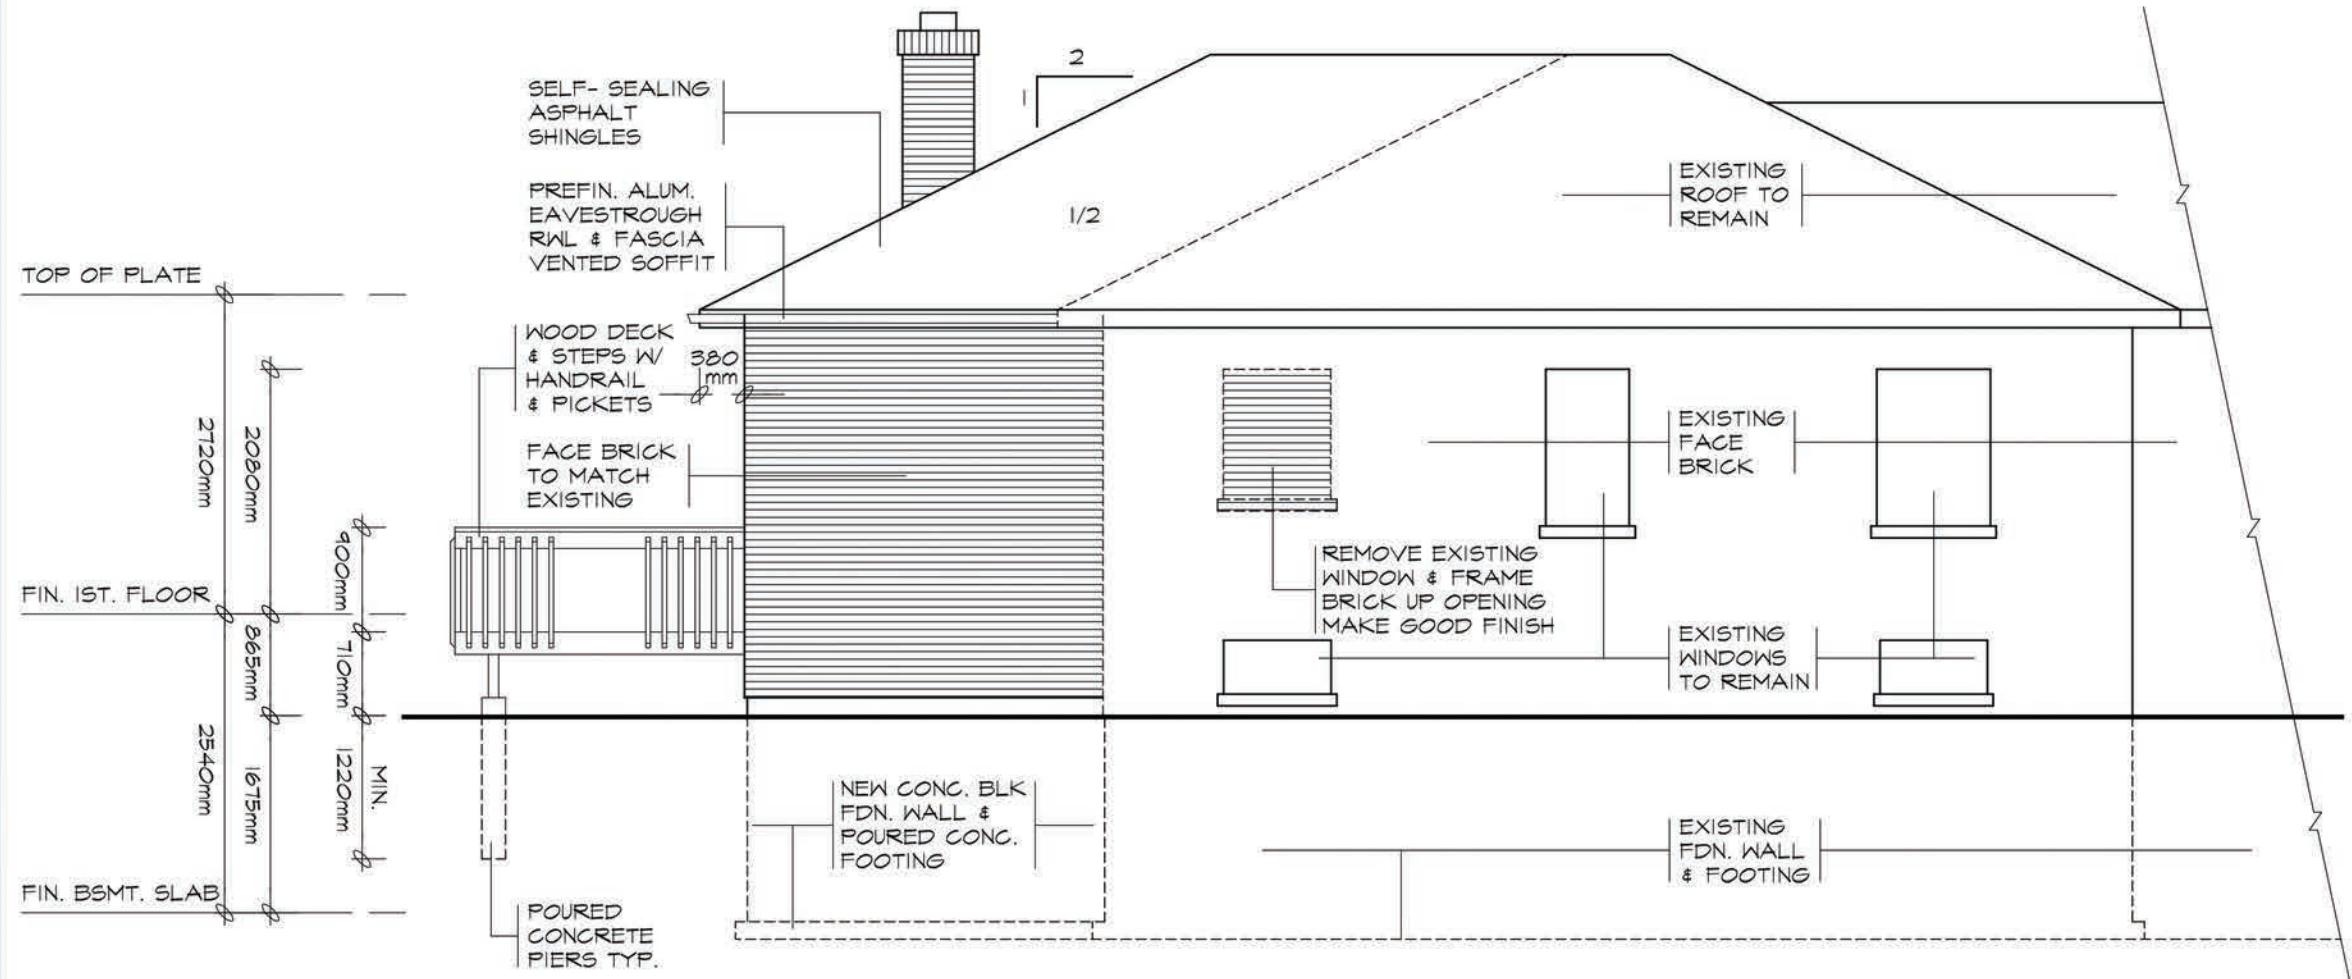 2
1
SELF- SEALING
ASPHALT
SHINGLES
PREFIN. ALUM.
EAVESTROUGH
RWL & FASCIA
VENTED SOFFIT
1/2
EXISTING
ROOF TO
REMAIN
TOP OF PLATE
WOOD DECK
& STEPS W/
HANDRAIL
& PICKETS
380
mm
FACE BRICK
TO MATCH
EXISTING
EXISTING
FACE
BRICK
2720mm
2080mm
900mm
REMOVE EXISTING
WINDOW & FRAME
BRICK UP OPENING
MAKE GOOD FINISH
FIN. 1ST. FLOOR
865mm
710mm
EXISTING
WINDOWS
TO REMAIN
2540mm
1675mm
MIN.
1220mm
NEW CONC. BLK
FDN. WALL &
POURED CONC.
FOOTING
EXISTING
FDN. WALL
& FOOTING
FIN. BSMT. SLAB
POURED
CONCRETE
PIERS TYP.